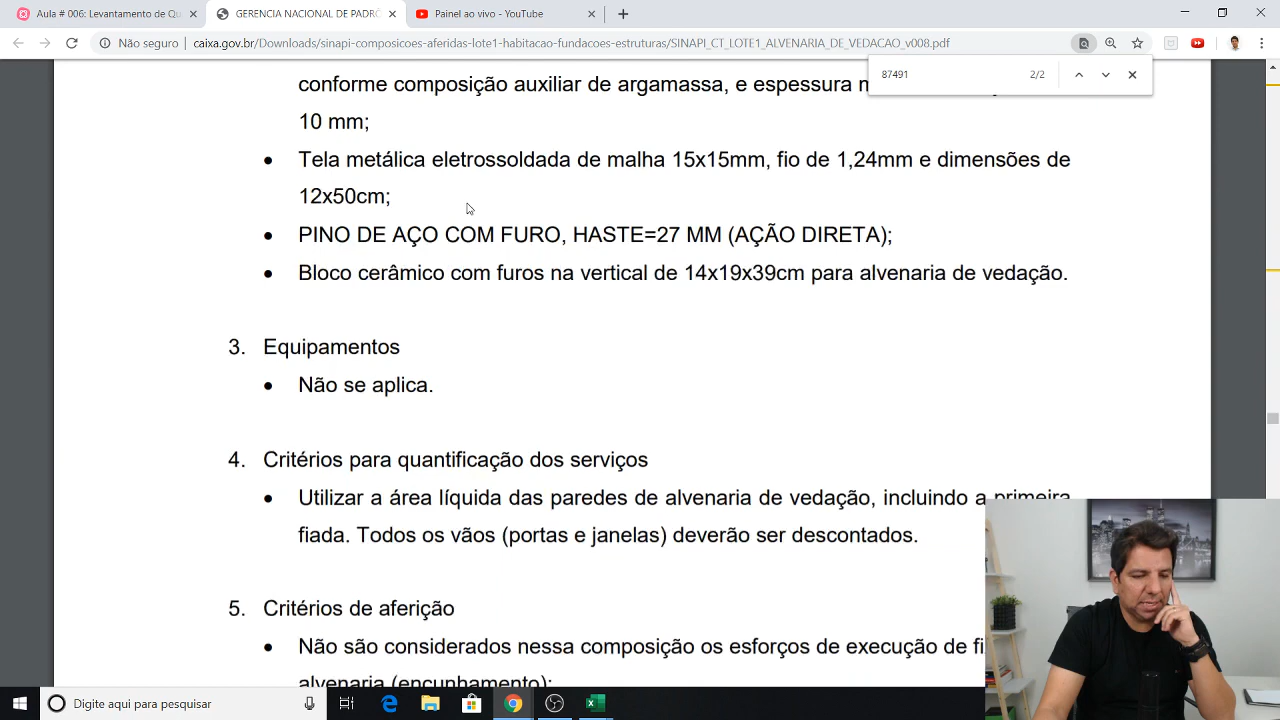 Aula # 006: Levantamento de Qu
GERENCIA NACIONAL DE PADRÕ
Painel ao vivo - YouTube
Não seguro
caixa.gov.br/Downloads/sinapi-composicoes-aferidas-lote1-habitacao-fundacoes-estruturas/SINAPI_CT_LOTE1_ALVENARIA_DE_VEDACAO_v008.pdf
87491 2/2
conforme composição auxiliar de argamassa, e espessura
10 mm;
• Tela metálica eletrossoldada de malha 15x15mm, fio de 1,24mm e dimensões de
12x50cm;
• PINO DE AÇO COM FURO, HASTE=27 MM (AÇÃO DIRETA);
• Bloco cerâmico com furos na vertical de 14x19x39cm para alvenaria de vedação.
3. Equipamentos
• Não se aplica.
4. Critérios para quantificação dos serviços
• Utilizar a área líquida das paredes de alvenaria de vedação, incluindo a primeira
fiada. Todos os vãos (portas e janelas) deverão ser descontados.
5. Critérios de aferição
• Não são considerados nessa composição os esforços de execução de
alvenaria (encunhamento);
Digite aqui para pesquisar